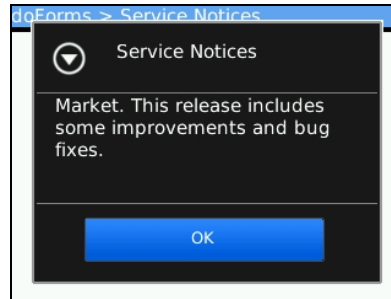 doForms > Service Notices
Service Notices
Market. This release includes
some improvements and bug
fixes.
OK